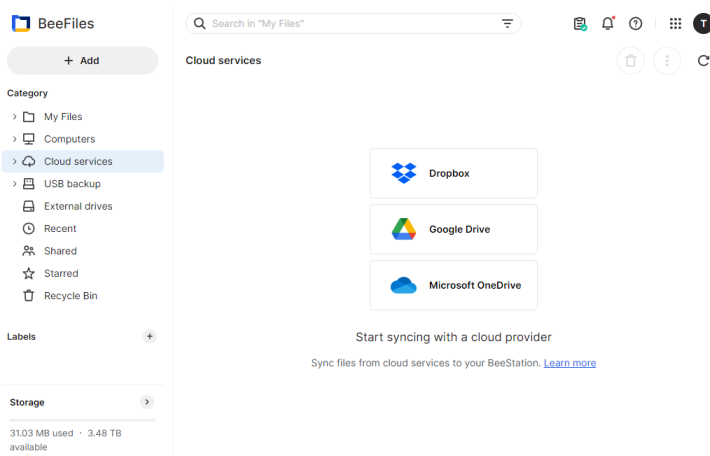 BeeFiles
Search in "My Files"
T
+ Add
Cloud services
Category
My Files
Computers
Cloud services
USB backup
External drives
Recent
Shared
Starred
Recycle Bin
Dropbox
Google Drive
Microsoft OneDrive
Start syncing with a cloud provider
Sync files from cloud services to your BeeStation. Learn more
Labels
Storage
31.03 MB used · 3.48 TB
available